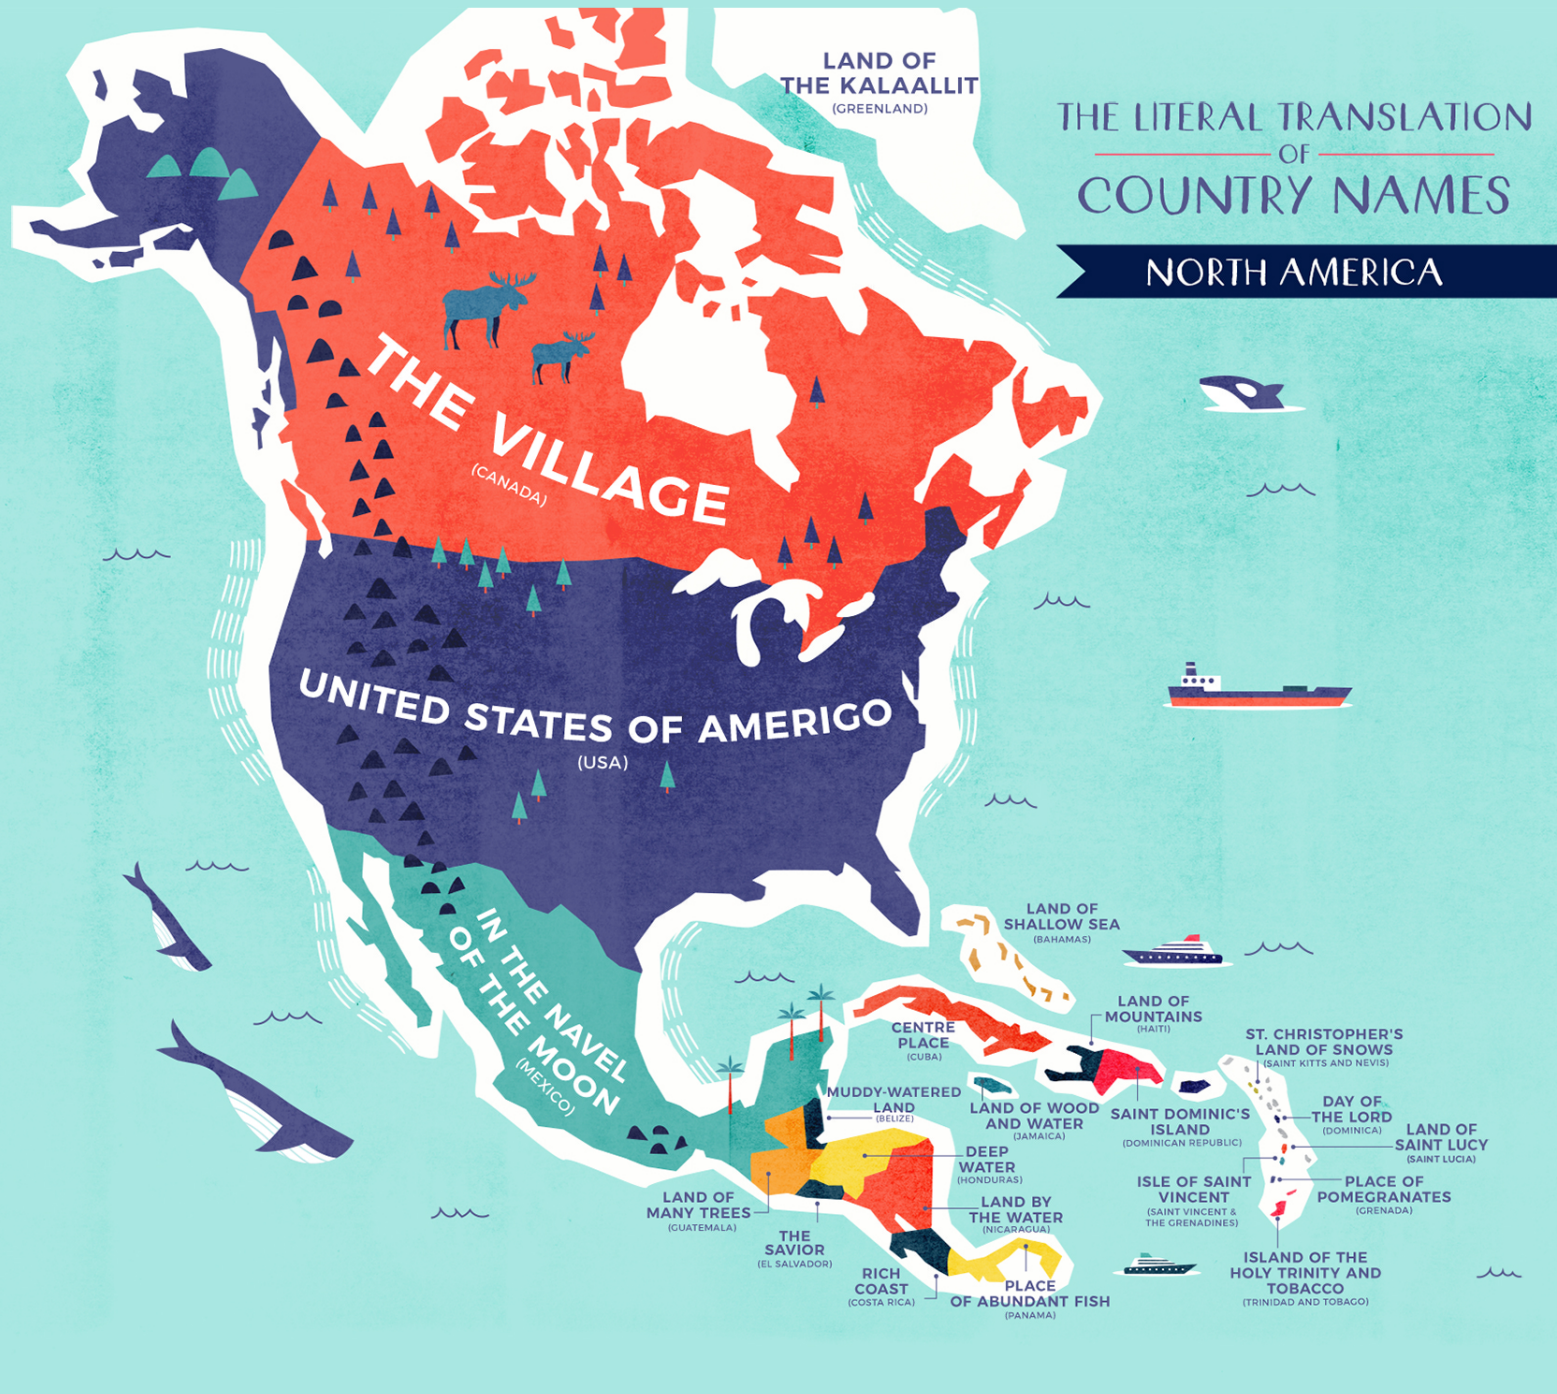 LAND OF
THE KALAALLIT
(GREENLAND)
THE LITERAL TRANSLATION
OF
COUNTRY NAMES
NORTH AMERICA
THE VILLAGE
(CANADA)
UNITED STATES OF AMERIGO
(USA)
IN THE NAVEL
OF THE MOON
(MEXICO)
LAND OF
SHALLOW SEA
(BAHAMAS)
CENTRE
PLACE
(CUBA)
LAND OF
MOUNTAINS
(HAITI)
ST. CHRISTOPHER'S
LAND OF SNOWS
(SAINT KITTS AND NEVIS)
MUDDY-WATERED
LAND
(BELIZE)
LAND OF WOOD
AND WATER
(JAMAICA)
SAINT DOMINIC'S
ISLAND
(DOMINICAN REPUBLIC)
DAY OF
THE LORD
(DOMINICA)
LAND OF
SAINT LUCY
(SAINT LUCIA)
DEEP
WATER
(HONDURAS)
ISLE OF SAINT
VINCENT
(SAINT VINCENT &
THE GRENADINES)
PLACE OF
POMEGRANATES
(GRENADA)
LAND OF
MANY TREES
(GUATEMALA)
LAND BY
THE WATER
(NICARAGUA)
THE
SAVIOR
(EL SALVADOR)
RICH
COAST
(COSTA RICA)
PLACE
OF ABUNDANT FISH
(PANAMA)
ISLAND OF THE
HOLY TRINITY AND
TOBACCO
(TRINIDAD AND TOBAGO)